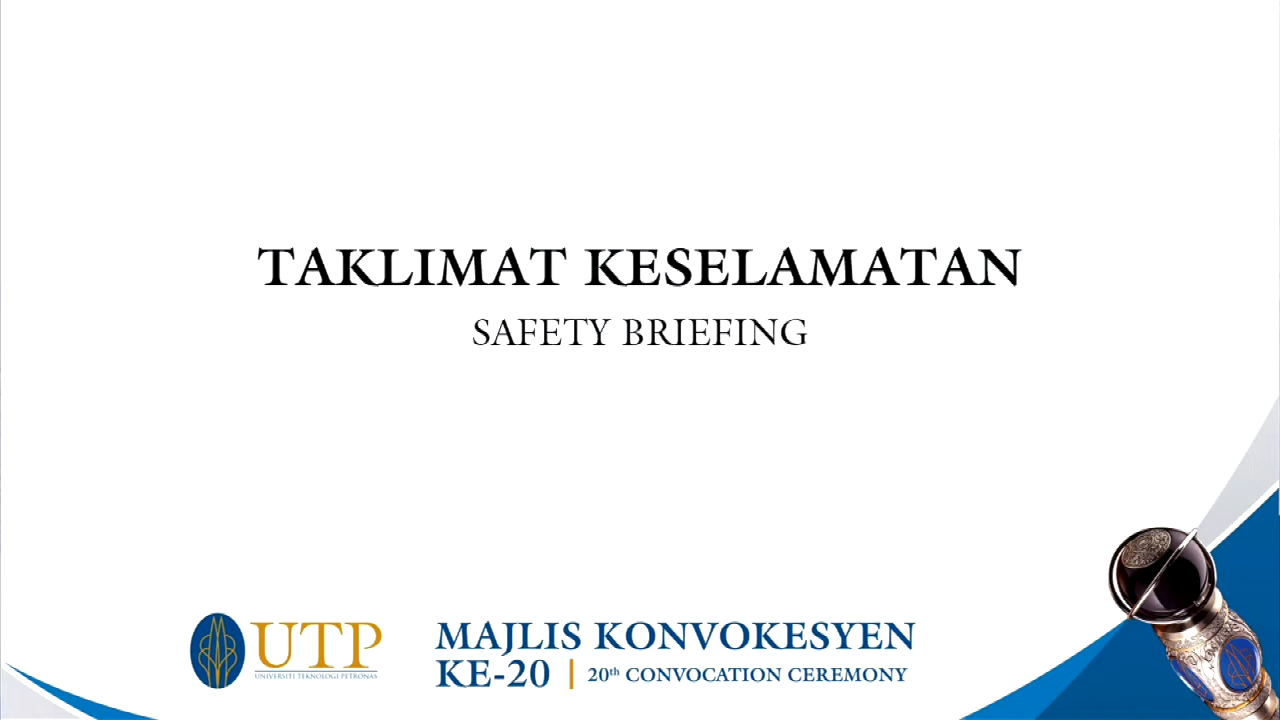 TAKLIMAT KESELAMATAN
SAFETY BRIEFING
UTP
UNIVERSITI TEKNOLOGI PETRONAS
MAJLIS KONVOKESYEN
KE-20 | 20th CONVOCATION CEREMONY